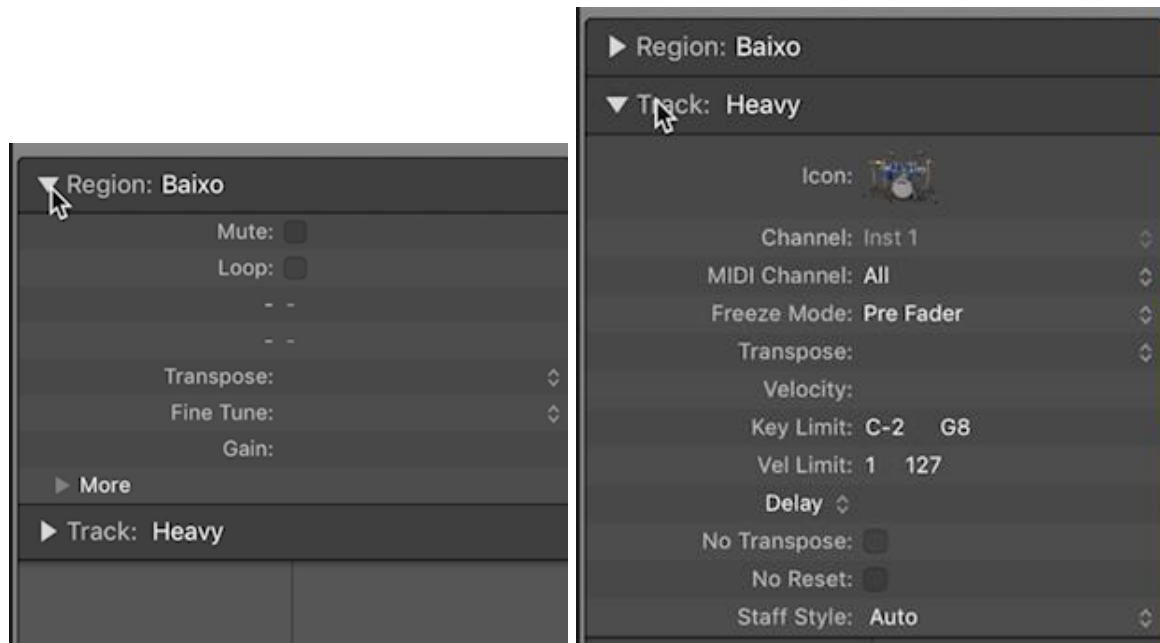 Region: Baixo
Mute:
Loop:
- -
- -
Transpose:
Fine Tune:
Gain:
More
Track: Heavy
Region: Baixo
Track: Heavy
Icon:
Channel: Inst 1
MIDI Channel: All
Freeze Mode: Pre Fader
Transpose:
Velocity:
Key Limit: C-2 G8
Vel Limit: 1 127
Delay
No Transpose:
No Reset:
Staff Style: Auto